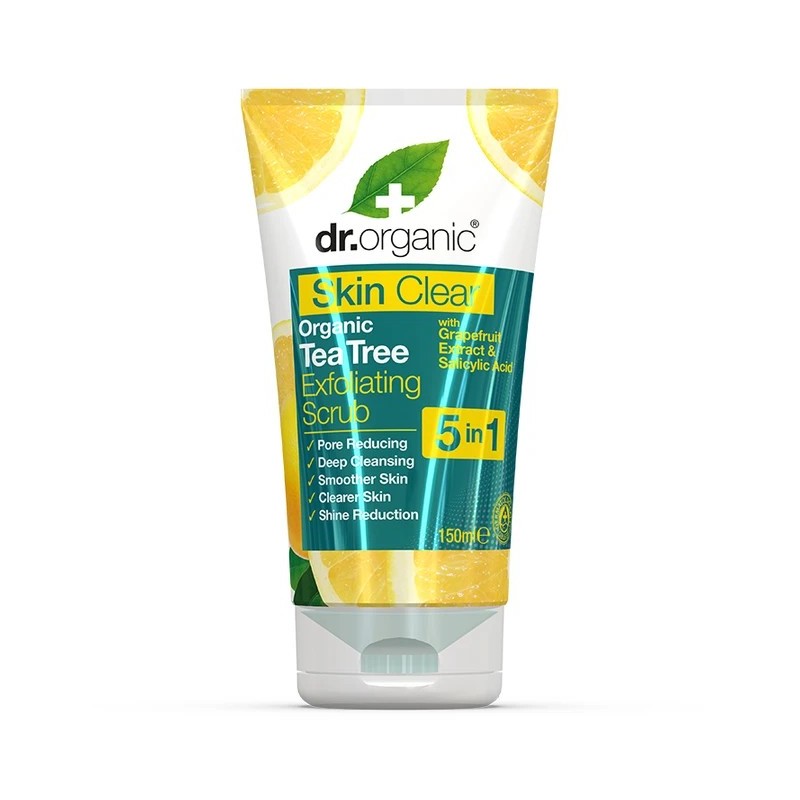 dr.organic®
Skin Clear
Organic
Tea Tree
Exfoliating
Scrub
with
Grapefruit
Extract &
Salicylic Acid
5 in 1
✓ Pore Reducing
✓ Deep Cleansing
✓ Smoother Skin
✓ Clearer Skin
✓ Shine Reduction
150ml ℮